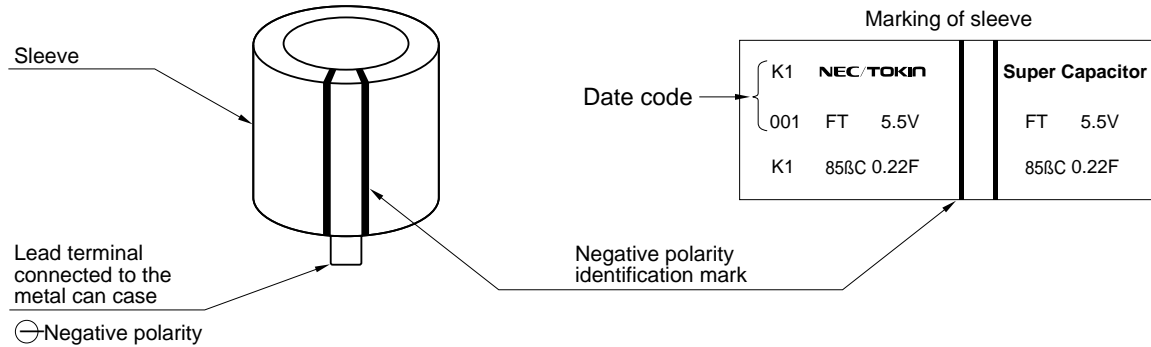 Sleeve
Lead terminal
connected to the
metal can case
Negative polarity
Negative polarity
identification mark
Marking of sleeve
Date code
K1 NEC/TOKIN Super Capacitor
001 FT 5.5V FT 5.5V
K1 85ßC 0.22F 85ßC 0.22F